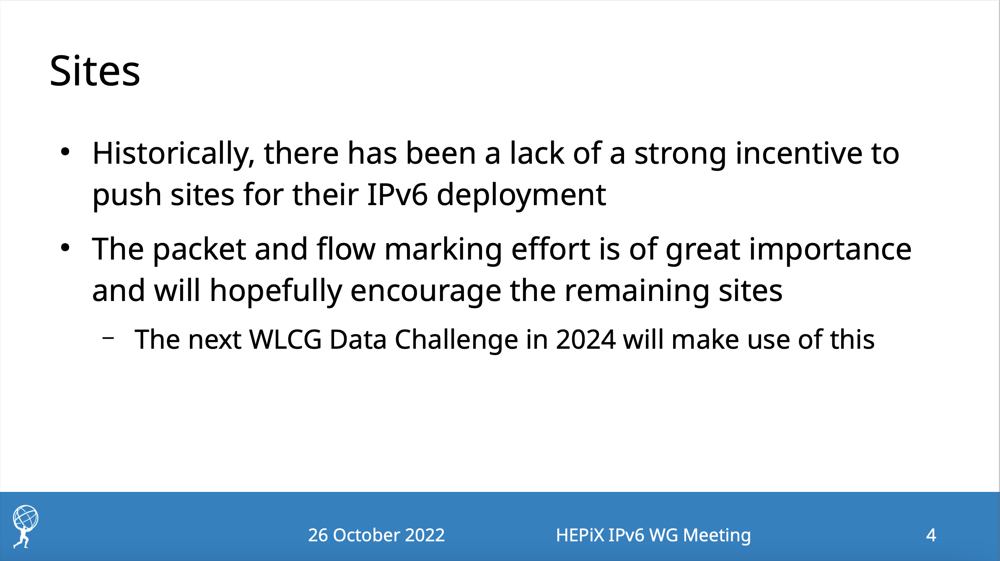 Sites
• Historically, there has been a lack of a strong incentive to
push sites for their IPv6 deployment
• The packet and flow marking effort is of great importance
and will hopefully encourage the remaining sites
– The next WLCG Data Challenge in 2024 will make use of this
26 October 2022 HEPiX IPv6 WG Meeting 4